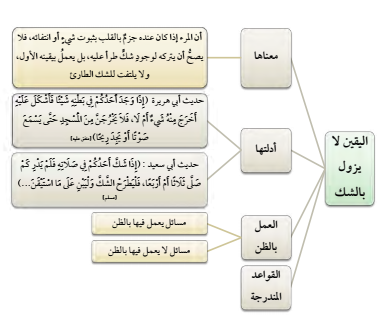 اليقين لا
يزول
بالشك
معناها
أن المرء إذا كان عنده جزمٌ بالقلب بثبوت شيءٍ أو انتفائه، فلا
يصحُّ أن يتركه لوجودِ شكٍّ طرأ عليه، بل يعملُ بيقينه الأول،
ولا يلتفت للشك الطارئ
أدلتها
حديث أبي هريرة (إِذَا وَجَدَ أَحَدُكُمْ فِي بَطْنِهِ شَيْئًا فَأَشْكَلَ عَلَيْهِ
أَخَرَجَ مِنْهُ شَيْءٌ أَمْ لَا، فَلَا يَخْرُجَنَّ مِنَ الْمَسْجِدِ حَتَّى يَسْمَعَ
صَوْتًا أَوْ يَجِدَ رِيحًا)
حديث أبي سعيد : (إِذَا شَكَّ أَحَدُكُمْ فِي صَلَاتِهِ فَلَمْ يَدْرِ كَمْ
صَلَّى ثَلَاثًا أَمْ أَرْبَعًا، فَلْيَطْرَحِ الشَّكَّ وَلْيَبْنِ عَلَى مَا اسْتَيْقَنَ...)
[مسلم]
العمل
بالظن
مسائل يعمل فيها بالظن
مسائل لا يعمل فيها بالظن
القواعد
المندرجة